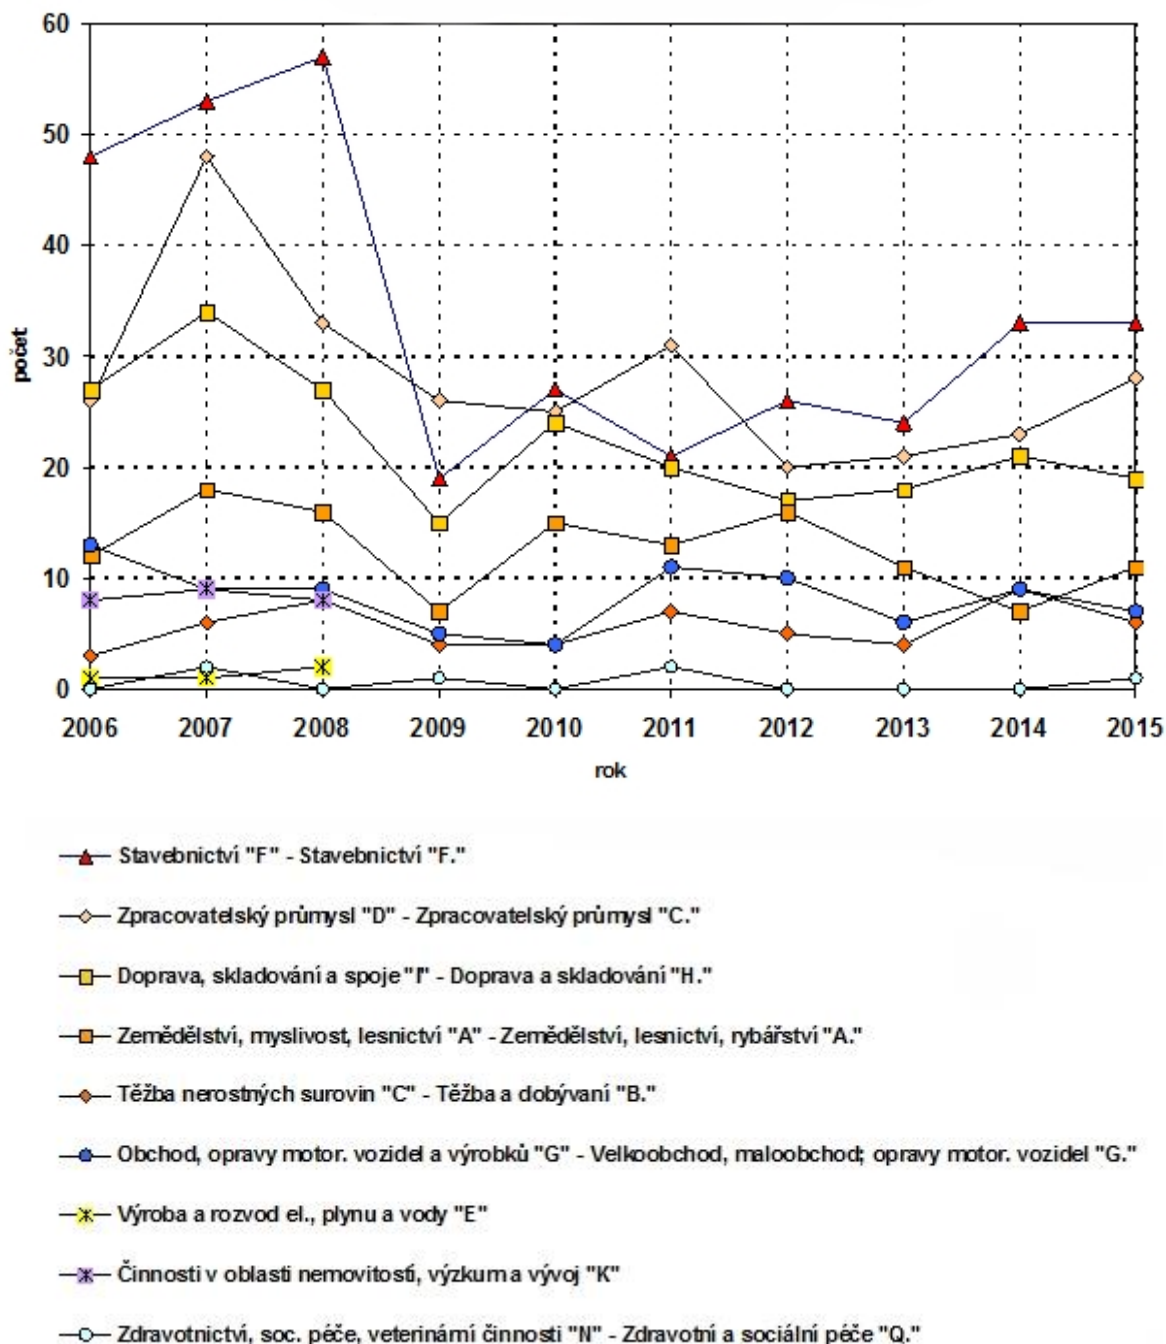 60
50
40
30
20
10
0
počet
2006 2007 2008 2009 2010 2011 2012 2013 2014 2015
rok
Stavebnictví "F" - Stavebnictví "F."
Zpracovatelský průmysl "D" - Zpracovatelský průmysl "C."
Doprava, skladování a spoje "I" - Doprava a skladování "H."
Zemědělství, myslivost, lesnictví "A" - Zemědělství, lesnictví, rybářství "A."
Těžba nerostných surovin "C" - Těžba a dobývaní "B."
Obchod, opravy motor. vozidel a výrobků "G" - Velkoobchod, maloobchod; opravy motor. vozidel "G."
Výroba a rozvod el., plynu a vody "E"
Činnosti v oblasti nemovitostí, výzkum a vývoj "K"
Zdravotnictví, soc. péče, veterinární činnosti "N" - Zdravotní a sociální péče "Q."